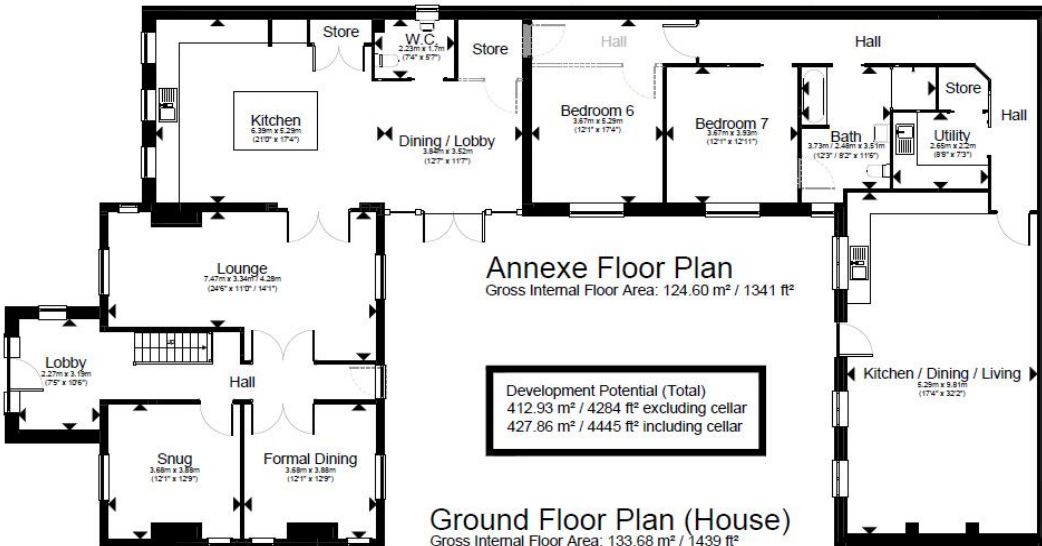 Store
W.C.
2.23m x 1.7m
(7'4" x 5'7")
Store
Hall
Hall
Kitchen
6.39m x 5.29m
(21'0" x 17'4")
Dining / Lobby
3.84m x 3.52m
(12'7" x 11'7")
Bedroom 6
3.67m x 5.29m
(12'1" x 17'4")
Bedroom 7
3.67m x 3.93m
(12'1" x 12'11")
Bath
3.73m / 2.48m x 3.51m
(12'3" / 8'2" x 11'6")
Store
Utility
2.65m x 2.2m
(8'8" x 7'3")
Hall
Lounge
7.47m x 3.34m / 4.28m
(24'6" x 11'0" / 14'1")
Annexe Floor Plan
Gross Internal Floor Area: 124.60 m² / 1341 ft²
Lobby
2.27m x 3.19m
(7'5" x 10'6")
UP
Hall
Kitchen / Dining / Living
5.29m x 9.81m
(17'4" x 32'2")
Development Potential (Total)
412.93 m² / 4284 ft² excluding cellar
427.86 m² / 4445 ft² including cellar
Snug
3.68m x 3.88m
(12'1" x 12'9")
Formal Dining
3.68m x 3.88m
(12'1" x 12'9")
Ground Floor Plan (House)
Gross Internal Floor Area: 133.68 m² / 1439 ft²